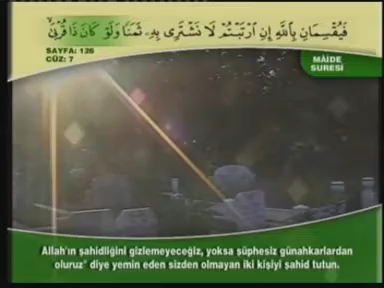 فَيُقْسِمَانِ بِاللّٰهِ اِنِ ارْتَبْتُمْ لَا نَشْتَرٖى بِهٖ ثَمَنًا وَلَوْ كَانَ ذَا قُرْبٰىۙ
SAYFA: 126
CÜZ: 7
MÂİDE
SURESİ
Allah'ın şahidliğini gizlemeyeceğiz, yoksa şüphesiz günahkarlardan
oluruz" diye yemin eden sizden olmayan iki kişiyi şahid tutun.